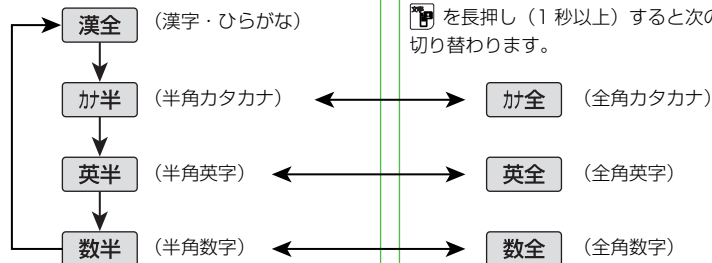 漢全 (漢字・ひらがな)
を長押し(1秒以上)すると次の
切り替わります。
カナ半 (半角カタカナ)
カナ全 (全角カタカナ)
英半 (半角英字)
英全 (全角英字)
数半 (半角数字)
数全 (全角数字)